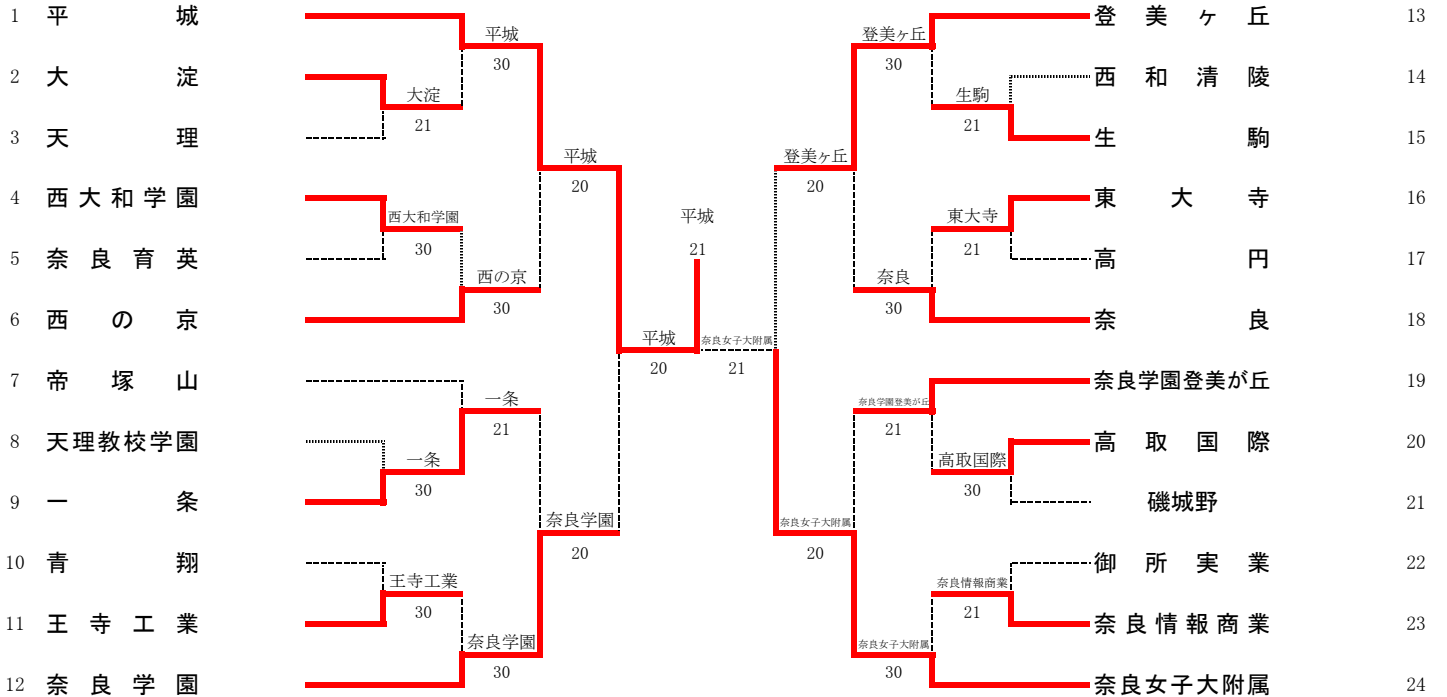 1 平城
平城
30
2 大淀
大淀
21
3 天理
平城
20
4 西大和学園
西大和学園
30
5 奈良育英
西の京
30
6 西の京
平城
20
7 帝塚山
一条
21
8 天理教校学園
一条
30
9 一条
奈良学園
20
10 青翔
王寺工業
30
11 王寺工業
奈良学園
30
12 奈良学園
平城
21
登美ヶ丘 13
登美ヶ丘
30
西和清陵 14
生駒
21
生駒 15
登美ヶ丘
20
東大寺 16
東大寺
21
高円 17
奈良
30
奈良 18
奈良女子大附属
21
奈良学園登美が丘 19
奈良学園登美が丘
21
高取国際 20
高取国際
30
磯城野 21
奈良女子大附属
20
御所実業 22
奈良情報商業
21
奈良情報商業 23
奈良女子大附属
30
奈良女子大附属 24